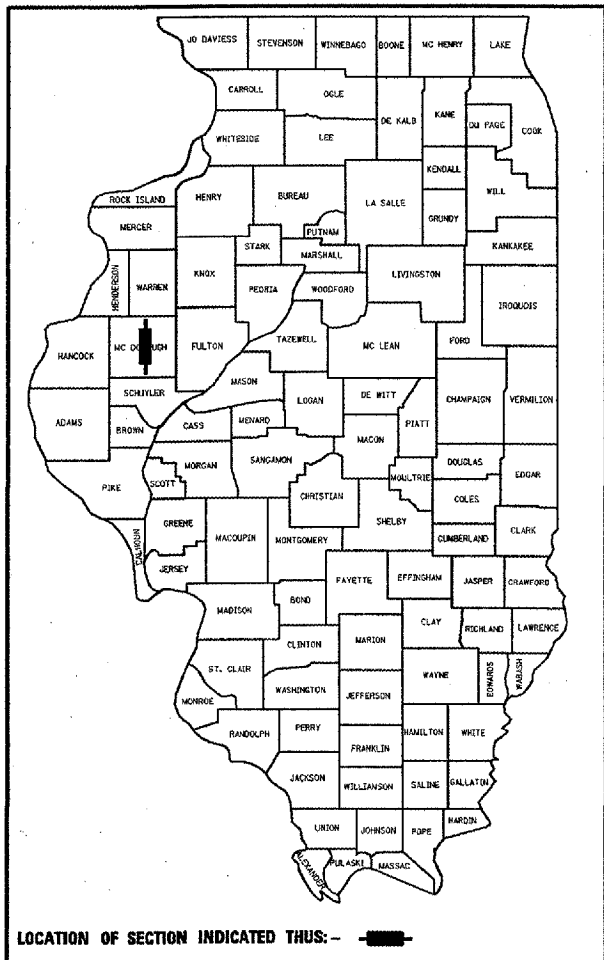 JO DAVIESS STEVENSON WINNEBAGO BOONE MC HENRY LAKE
CARROLL OGLE DE KALB KANE DU PAGE COOK
WHITESIDE LEE
KENDALL WILL
ROCK ISLAND HENRY BUREAU LA SALLE GRUNDY
MERCER PUTNAM
STARK MARSHALL KANKAKEE
HENDERSON WARREN KNOX PEORIA WOODFORD LIVINGSTON IROQUOIS
HANCOCK MC DONOUGH FULTON TAZEWELL MC LEAN FORD
SCHUYLER MASON LOGAN DE WITT CHAMPAIGN VERMILION
ADAMS BROWN CASS MENARD MACON PIATT
PIKE SCOTT MORGAN SANGAMON CHRISTIAN MOULTRIE DOUGLAS EDGAR
COLES
GREENE MACOUPIN MONTGOMERY SHELBY CUMBERLAND CLARK
CALHOUN JERSEY FAYETTE EFFINGHAM JASPER CRAWFORD
MADISON BOND
CLAY RICHLAND LAWRENCE
CLINTON MARION
ST. CLAIR WAYNE EDWARDS WABASH
WASHINGTON JEFFERSON
MONROE
RANDOLPH PERRY HAMILTON WHITE
FRANKLIN
JACKSON WILLIAMSON SALINE GALLATIN
UNION JOHNSON POPE HARDIN
ALEXANDER PULASKI MASSAC
LOCATION OF SECTION INDICATED THUS:-